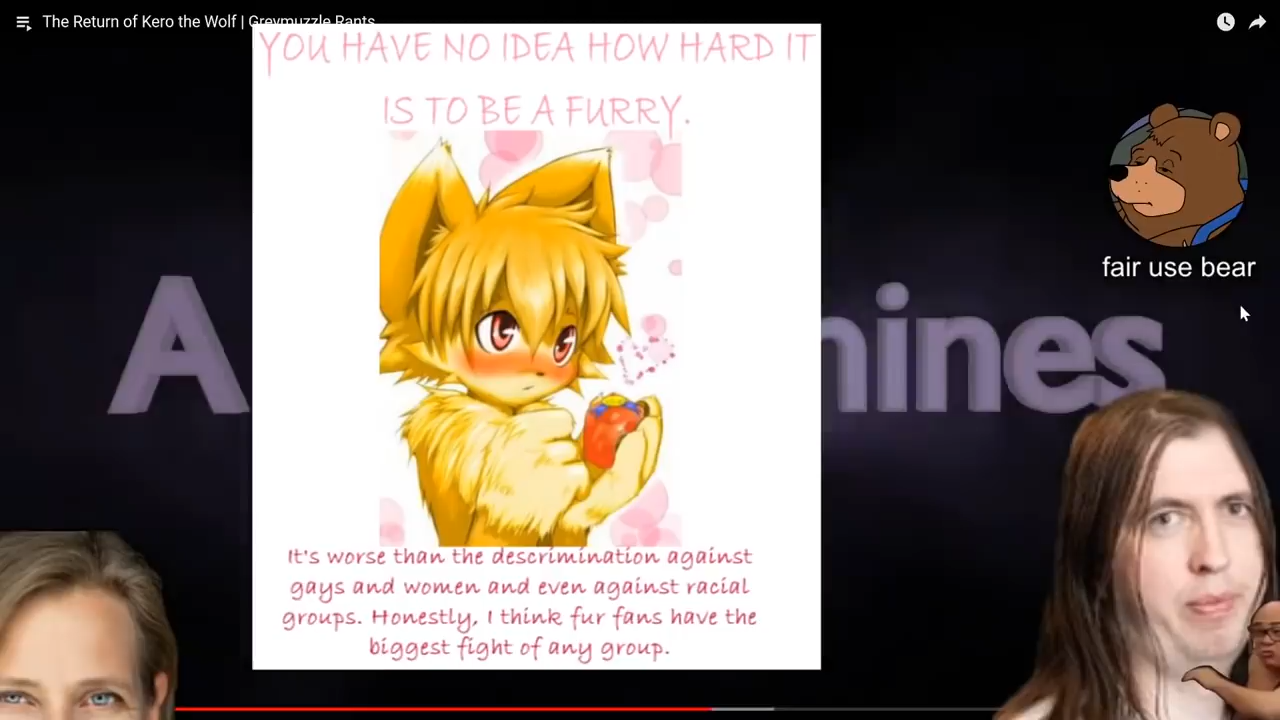 The Return of Kero the Wolf | Greymuzzle Rants
YOU HAVE NO IDEA HOW HARD IT
IS TO BE A FURRY.
fair use bear
A
nines
It's worse than the descrimination against
gays and women and even against racial
groups. Honestly, I think fur fans have the
biggest fight of any group.